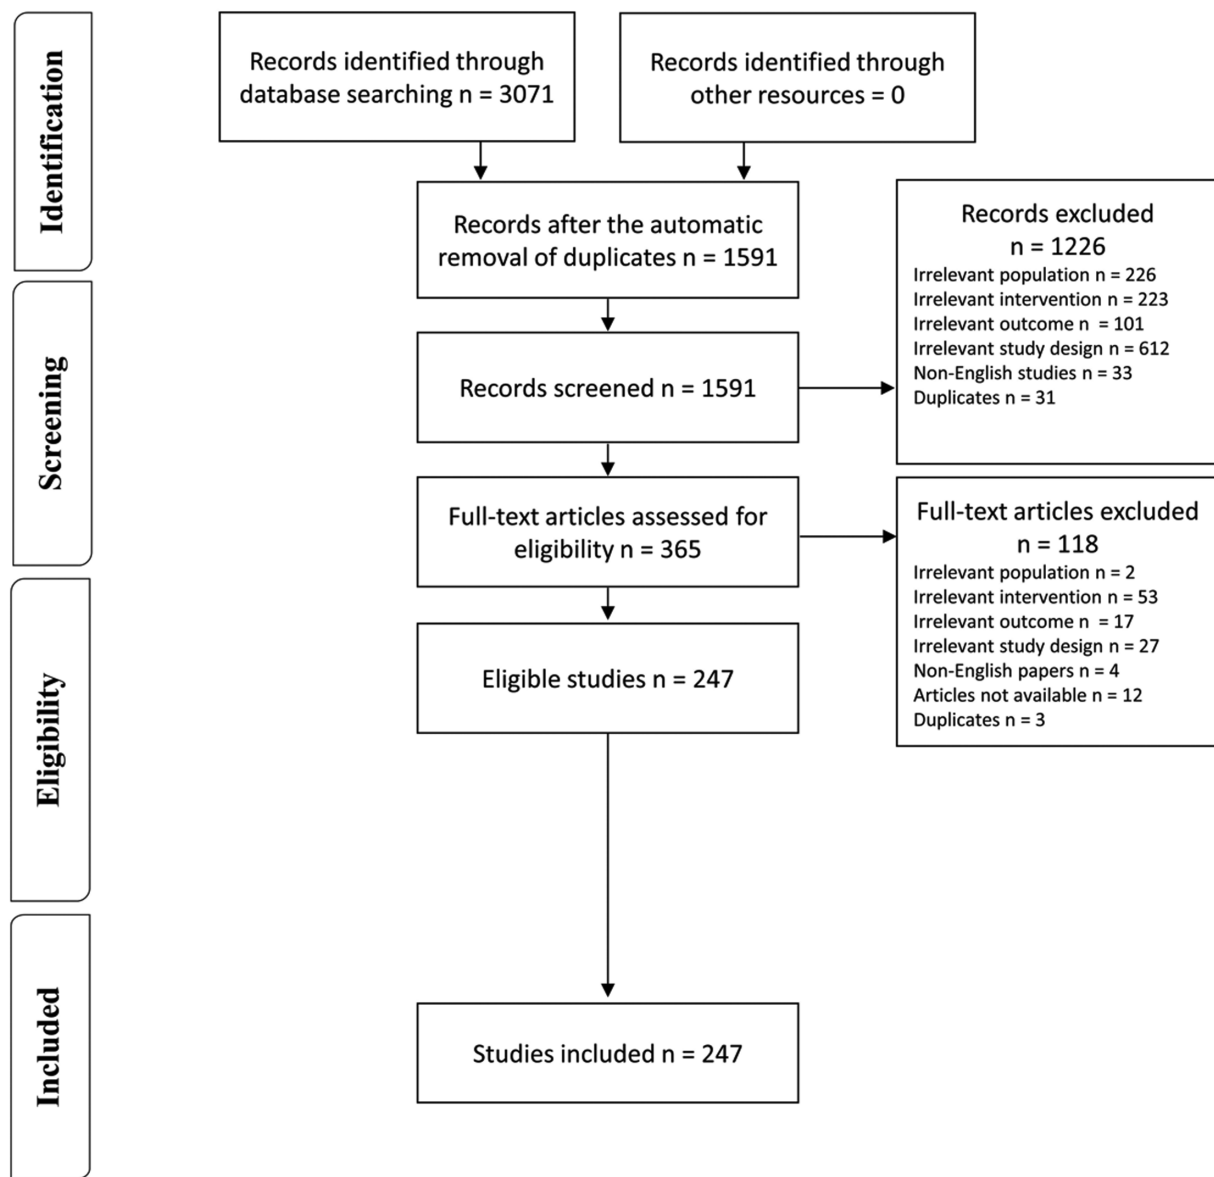 Identification
Records identified through
database searching n = 3071
Records identified through
other resources = 0
Records after the automatic
removal of duplicates n = 1591
Records excluded
n = 1226
Irrelevant population n = 226
Irrelevant intervention n = 223
Irrelevant outcome n  = 101
Irrelevant study design n = 612
Non-English studies n = 33
Duplicates n = 31
Screening
Records screened n = 1591
Full-text articles assessed for
eligibility n = 365
Full-text articles excluded
n = 118
Irrelevant population n = 2
Irrelevant intervention n = 53
Irrelevant outcome n  = 17
Irrelevant study design n = 27
Non-English papers n = 4
Articles not available n = 12
Duplicates n = 3
Eligibility
Eligible studies n = 247
Included
Studies included n = 247